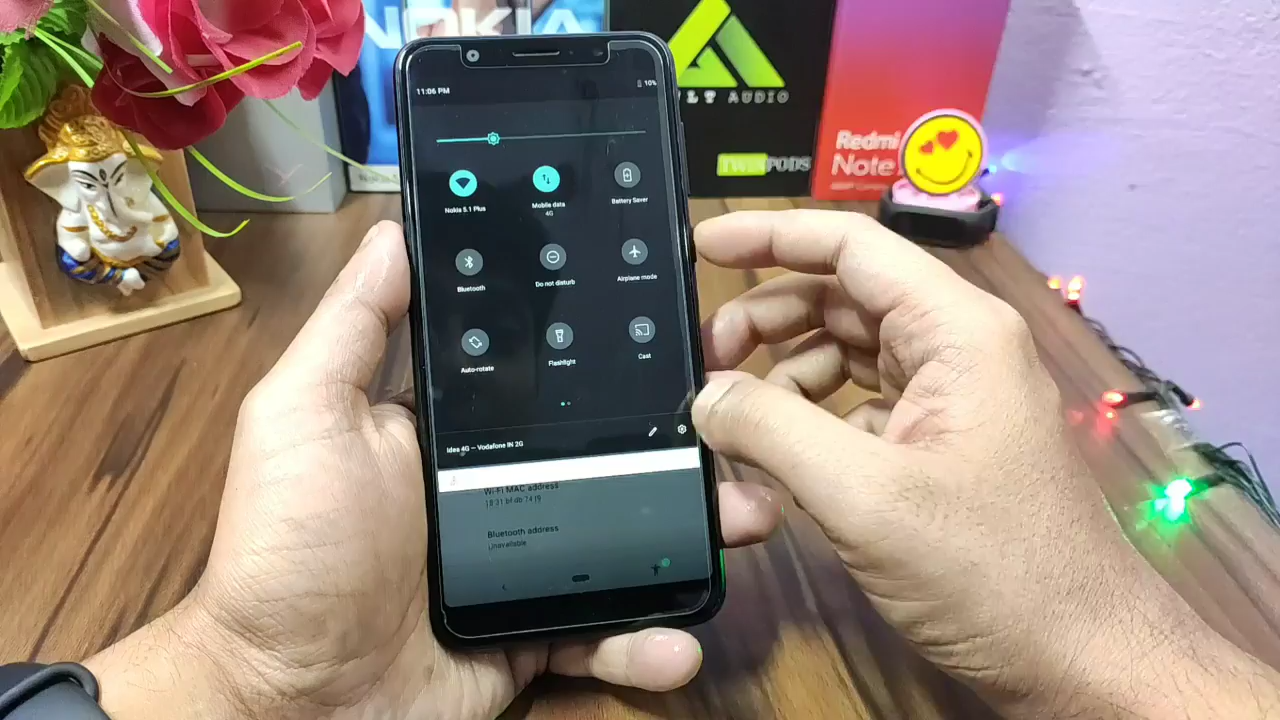 NOKIA
LT AUDIO
TWINPODS
Redmi
Note
11:06 PM
10%
Nokia 5.1 Plus
Mobile data
4G
Battery Saver
Bluetooth
Do not disturb
Airplane mode
Auto-rotate
Flashlight
Cast
Idea 4G — Vodafone IN 2G
Wi-Fi MAC address
Bluetooth address
Unavailable